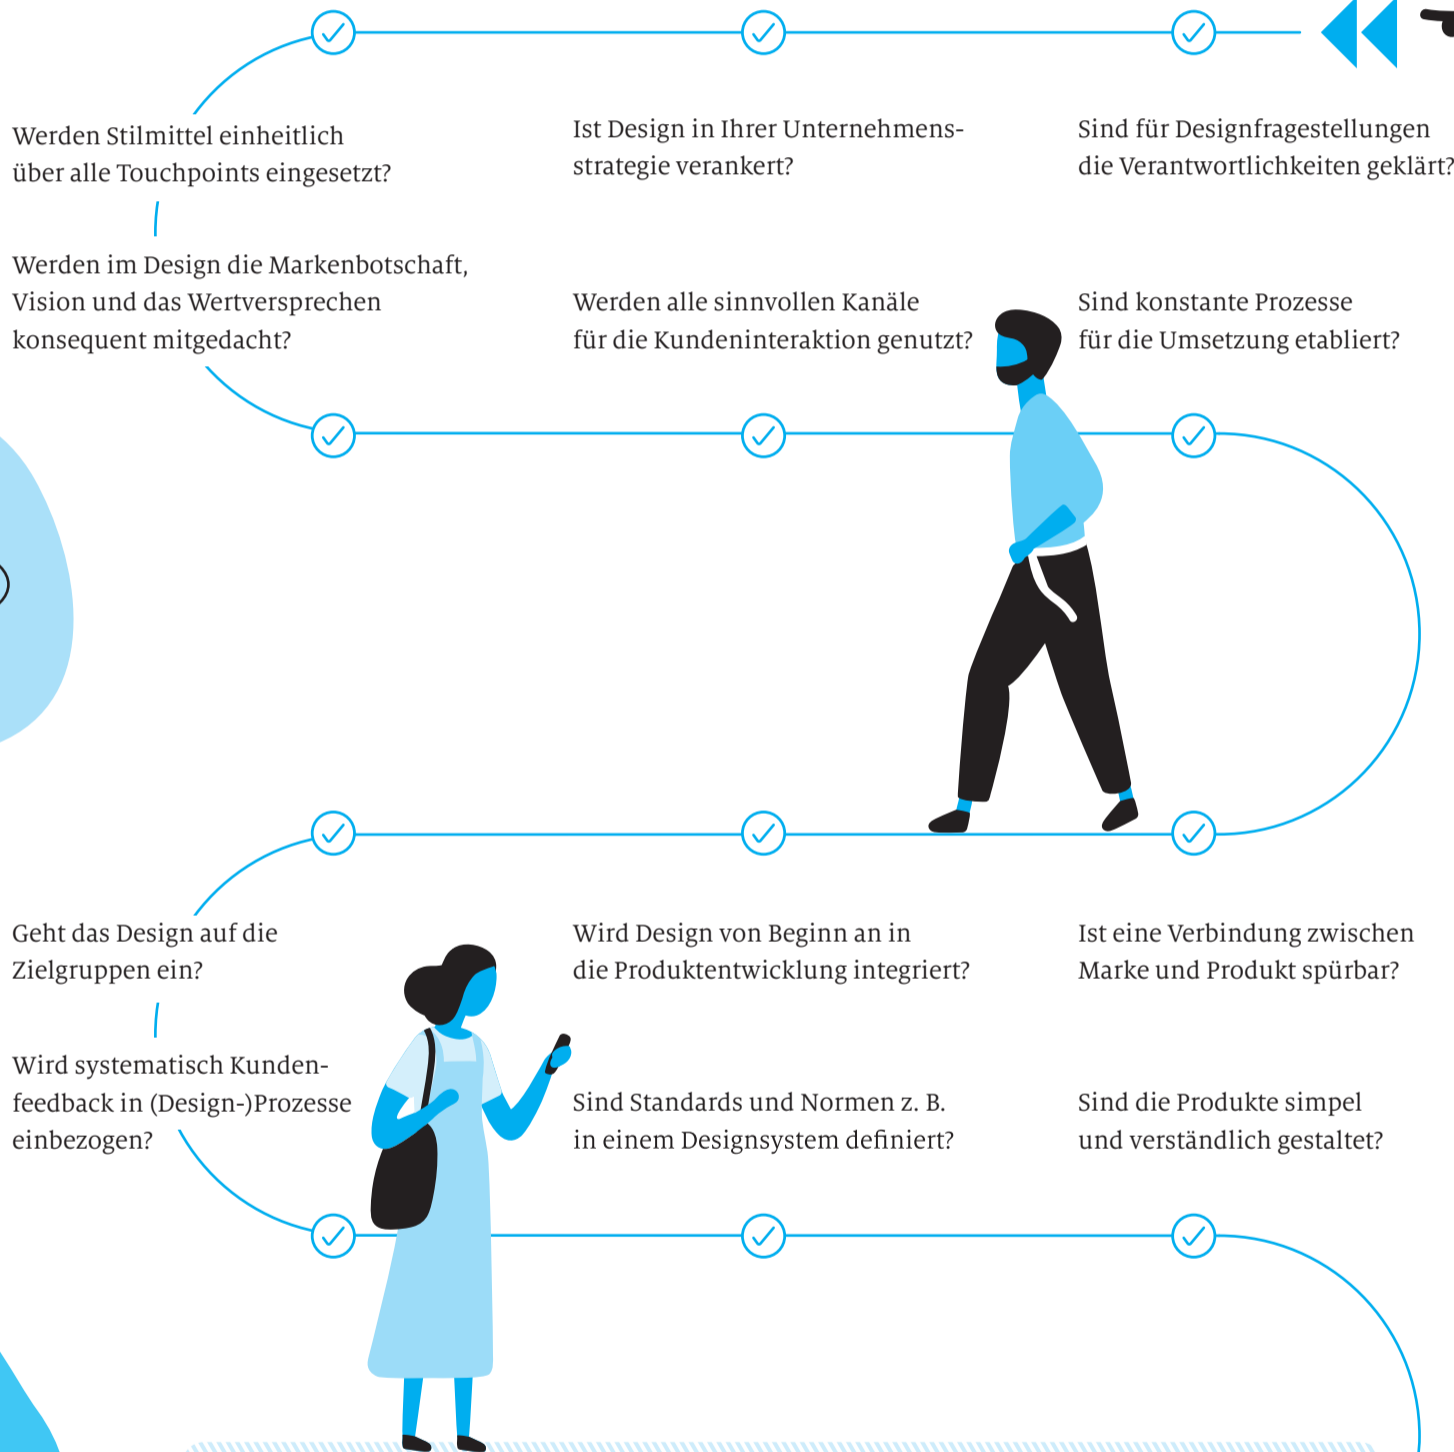 Werden Stilmittel einheitlich
über alle Touchpoints eingesetzt?
Ist Design in Ihrer Unternehmens-
strategie verankert?
Sind für Designfragestellungen
die Verantwortlichkeiten geklärt?
Werden im Design die Markenbotschaft,
Vision und das Wertversprechen
konsequent mitgedacht?
Werden alle sinnvollen Kanäle
für die Kundeninteraktion genutzt?
Sind konstante Prozesse
für die Umsetzung etabliert?
Geht das Design auf die
Zielgruppen ein?
Wird Design von Beginn an in
die Produktentwicklung integriert?
Ist eine Verbindung zwischen
Marke und Produkt spürbar?
Wird systematisch Kunden-
feedback in (Design-)Prozesse
einbezogen?
Sind Standards und Normen z. B.
in einem Designsystem definiert?
Sind die Produkte simpel
und verständlich gestaltet?